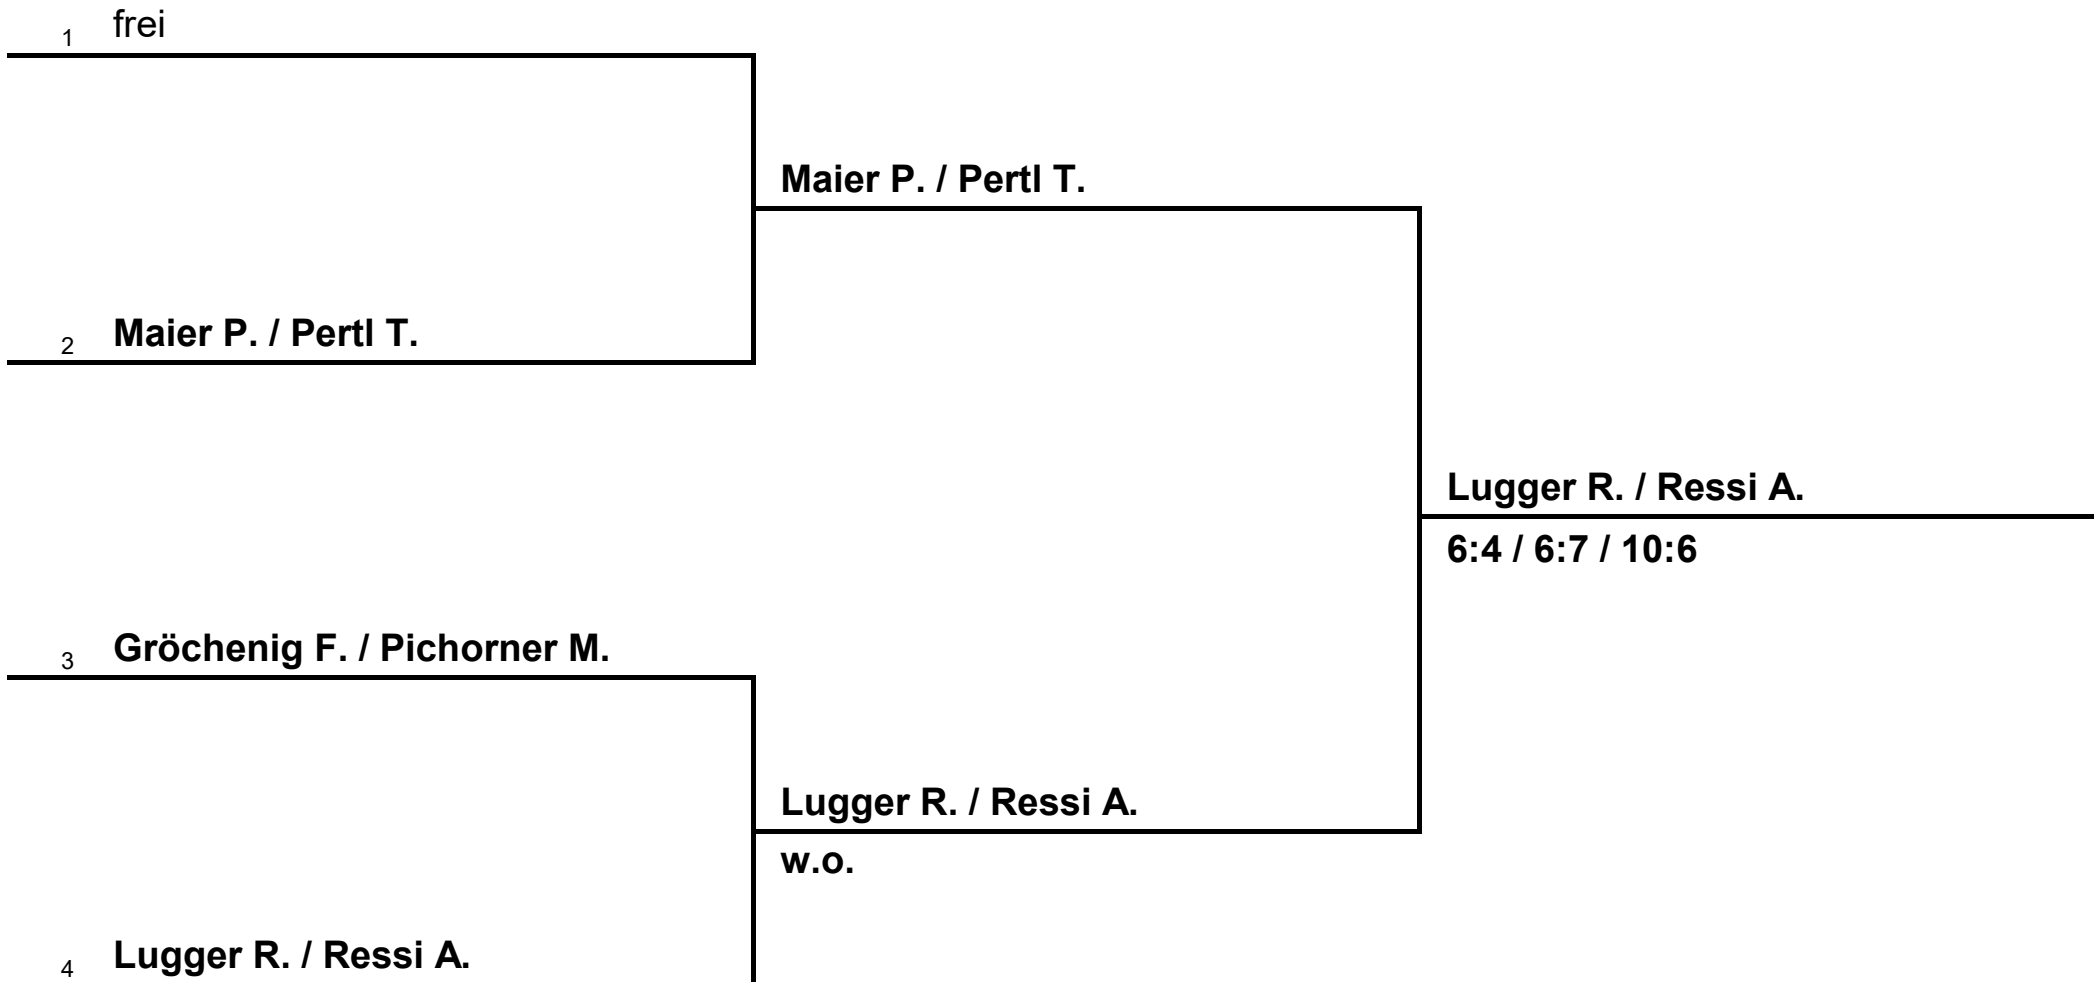 1 frei
Maier P. / Pertl T.
2 Maier P. / Pertl T.
Lugger R. / Ressi A.
6:4 / 6:7 / 10:6
3 Gröchenig F. / Pichorner M.
Lugger R. / Ressi A.
w.o.
4 Lugger R. / Ressi A.